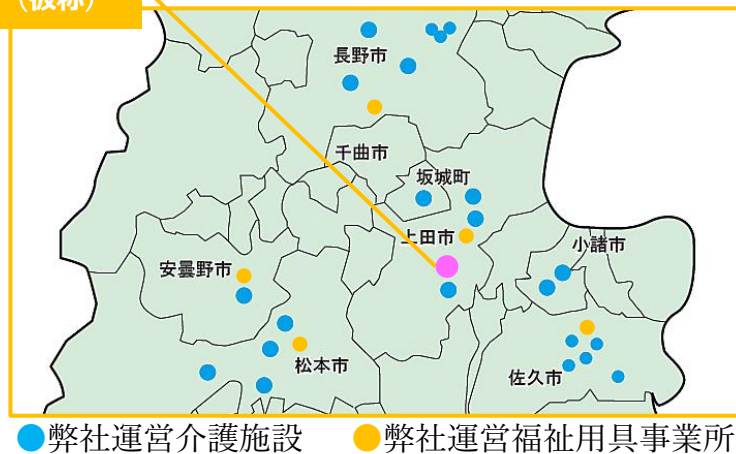 （仮称）
長野市
千曲市
坂城町
上田市
小諸市
安曇野市
松本市
佐久市
弊社運営介護施設
弊社運営福祉用具事業所